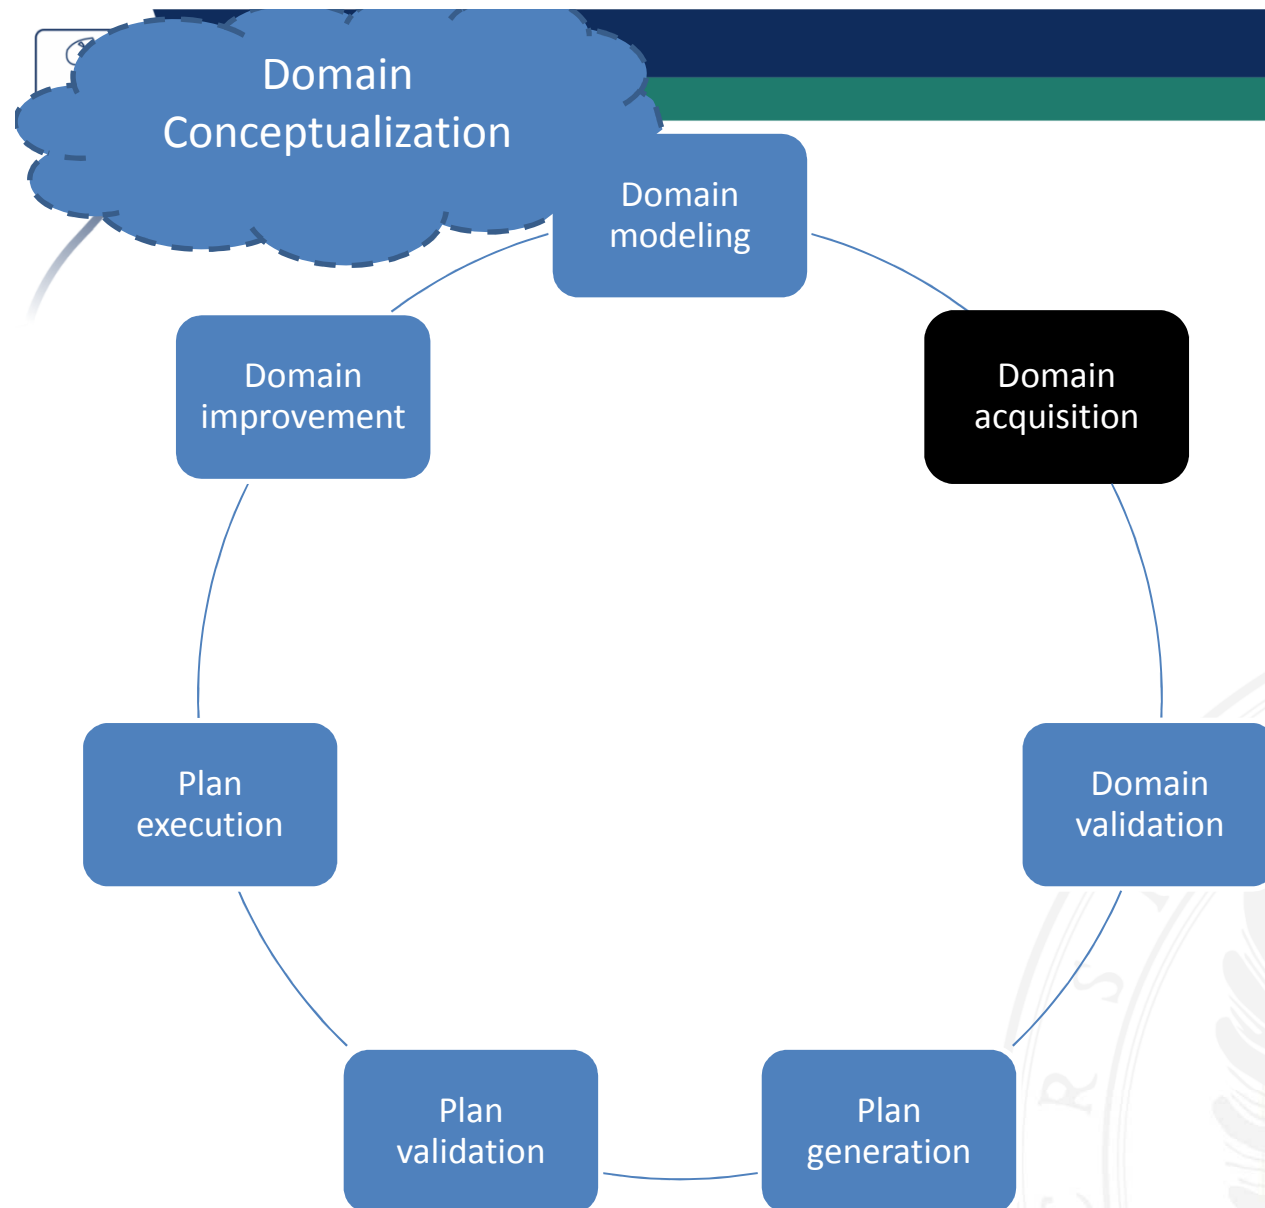 Domain
Conceptualization
Domain
modeling
Domain
acquisition
Domain
validation
Plan
generation
Plan
validation
Plan
execution
Domain
improvement